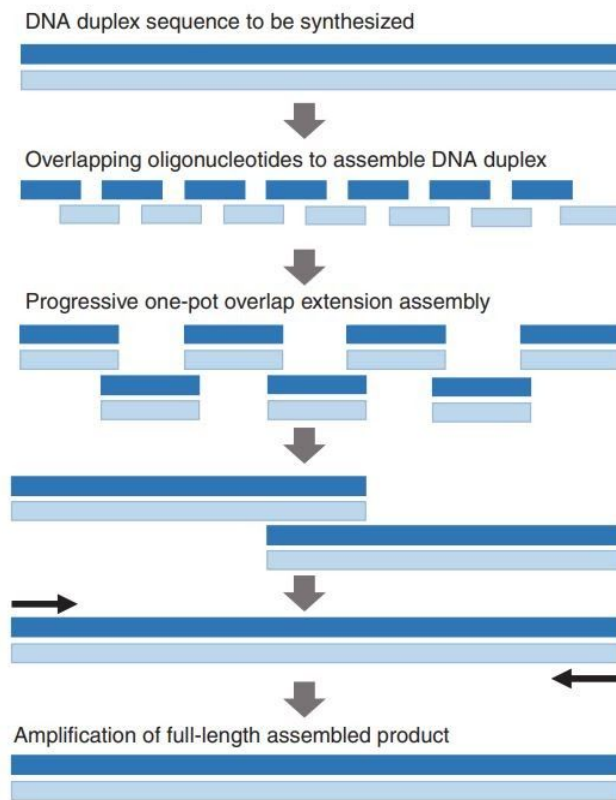 DNA duplex sequence to be synthesized
Overlapping oligonucleotides to assemble DNA duplex
Progressive one-pot overlap extension assembly
Amplification of full-length assembled product